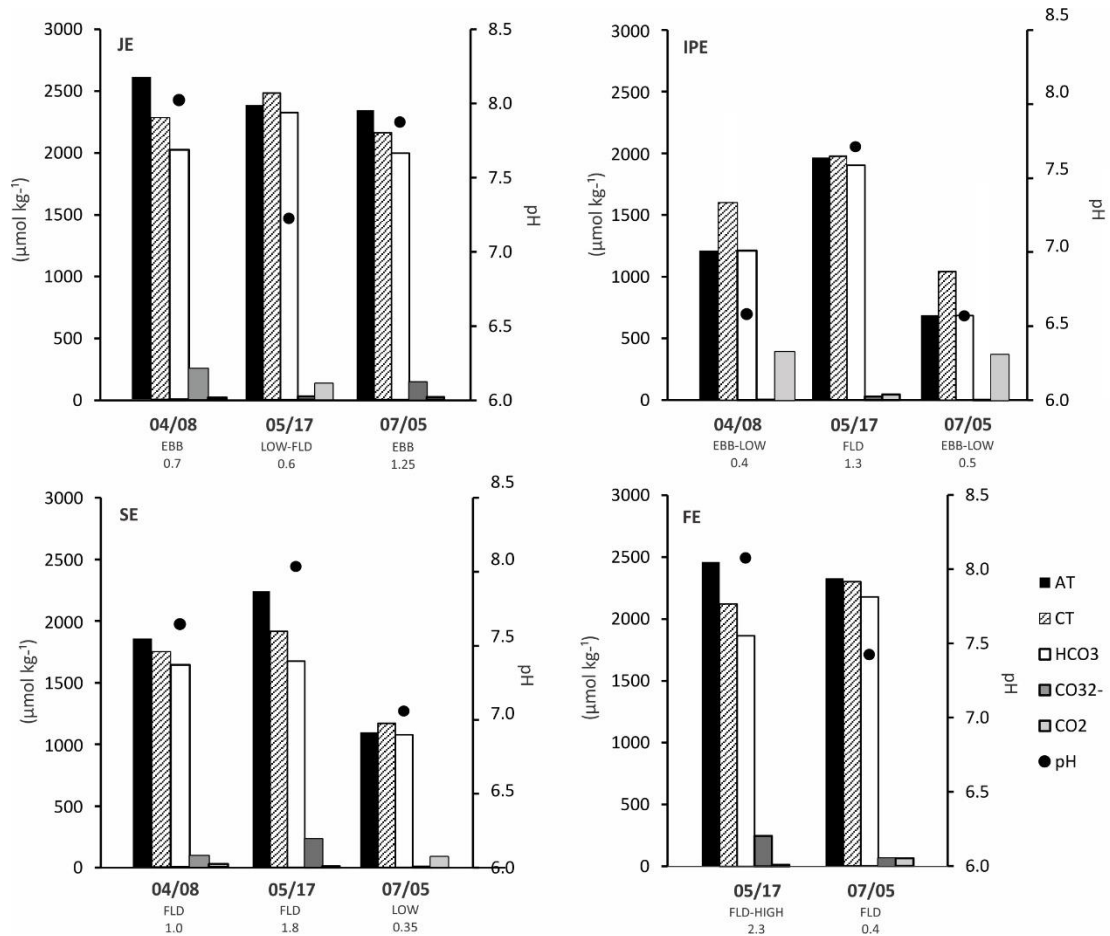 JE
3000
2500
2000
1500
1000
500
0
(µmol kg-¹)
8.5
8.0
7.5
7.0
6.5
6.0
pH
04/08
EBB
0.7
05/17
LOW-FLD
0.6
07/05
EBB
1.25
IPE
3000
2500
2000
1500
1000
500
0
(µmol kg-¹)
8.5
8.0
7.5
7.0
6.5
6.0
pH
04/08
EBB-LOW
0.4
05/17
FLD
1.3
07/05
EBB-LOW
0.5
SE
3000
2500
2000
1500
1000
500
0
(µmol kg-¹)
8.5
8.0
7.5
7.0
6.5
6.0
pH
04/08
FLD
1.0
05/17
FLD
1.8
07/05
LOW
0.35
FE
3000
2500
2000
1500
1000
500
0
(µmol kg-¹)
8.5
8.0
7.5
7.0
6.5
6.0
pH
05/17
FLD-HIGH
2.3
07/05
FLD
0.4
AT
CT
HCO3
CO32-
CO2
pH